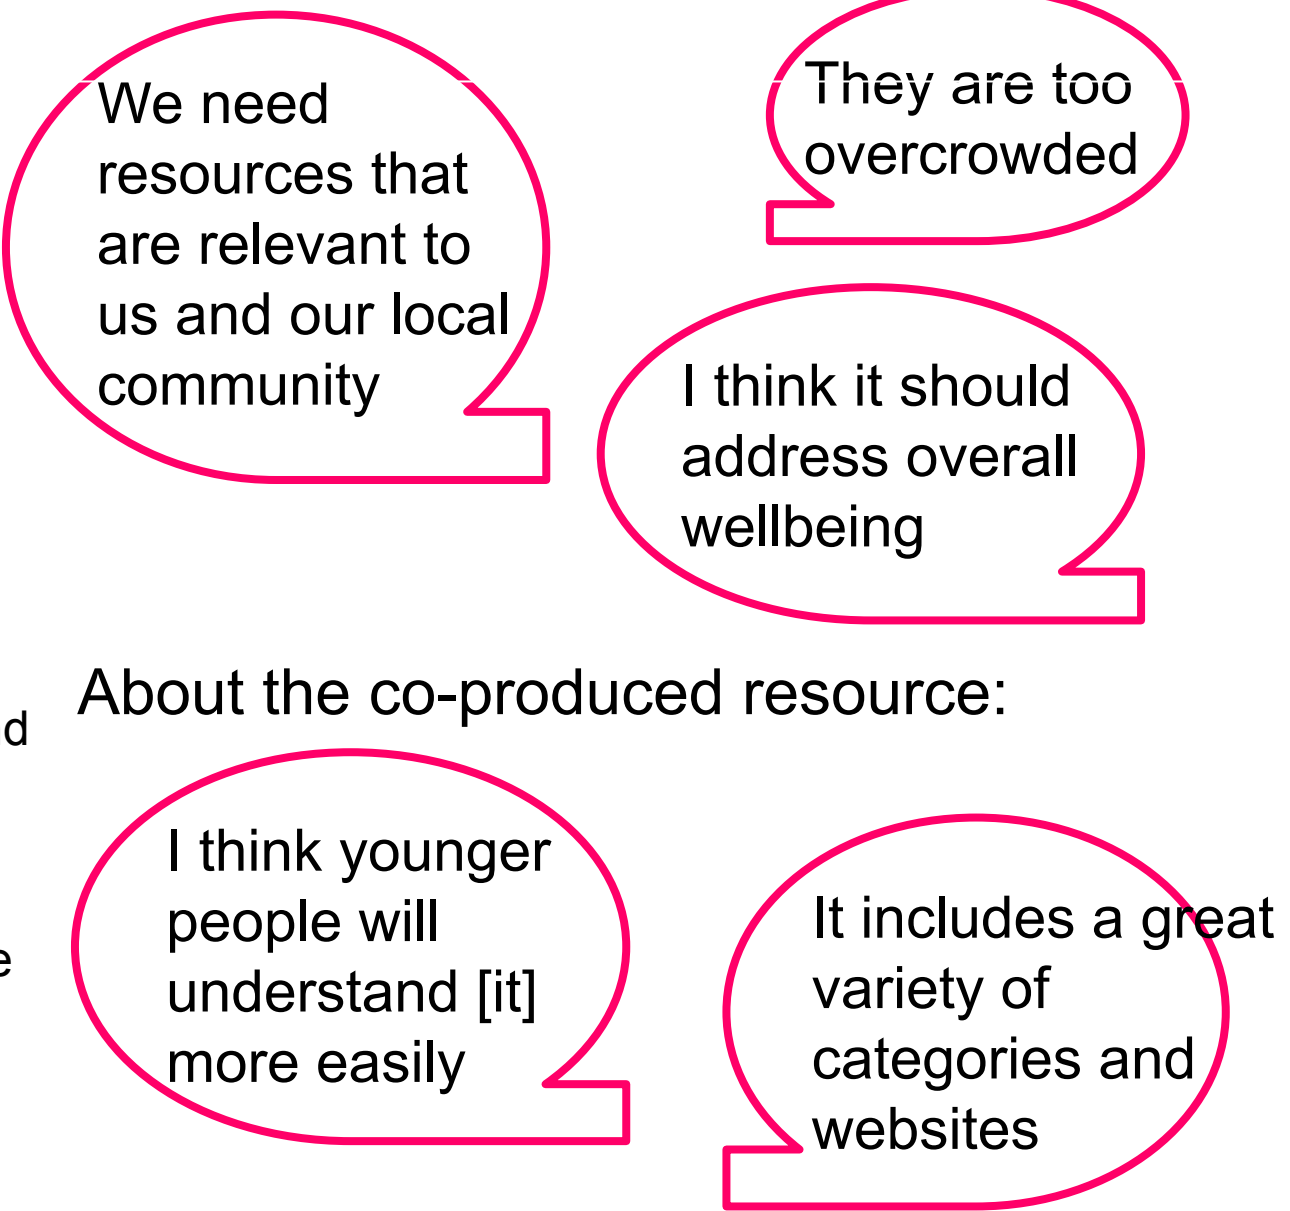 We need
resources that
are relevant to
us and our local
community
They are too
overcrowded
I think it should
address overall
wellbeing
About the co-produced resource:
d
e
I think younger
people will
understand [it]
more easily
It includes a great
variety of
categories and
websites